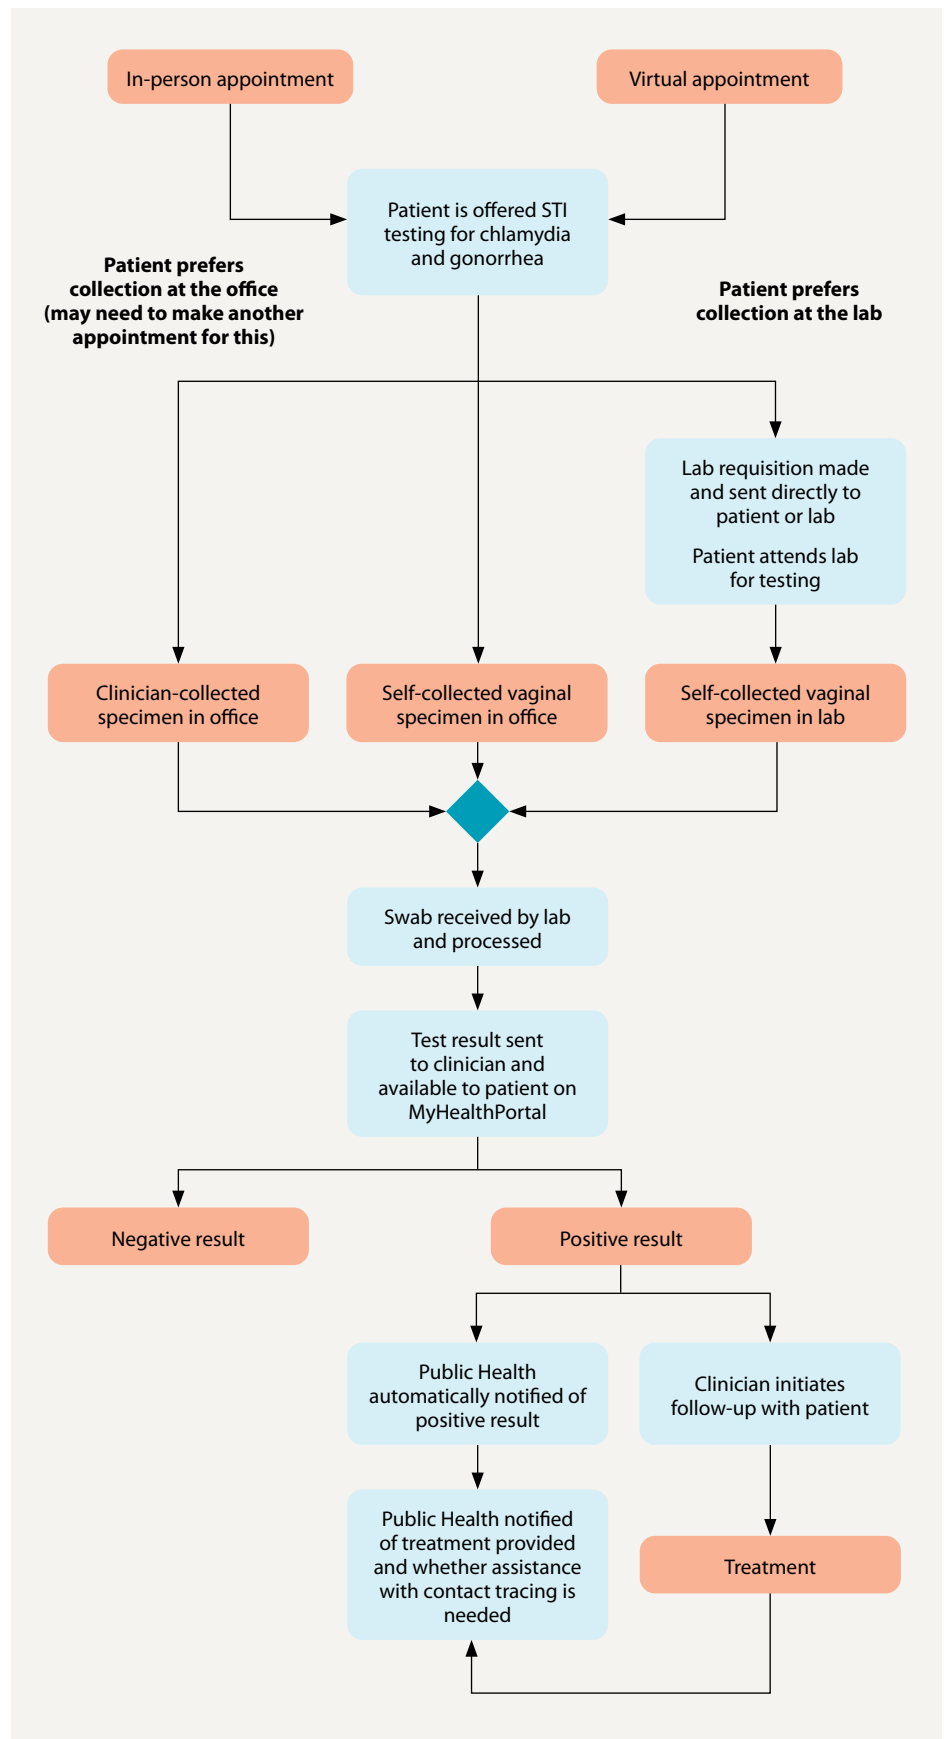 In-person appointment
Virtual appointment
Patient is offered STI
testing for chlamydia
and gonorrhea
Patient prefers
collection at the office
(may need to make another
appointment for this)
Patient prefers
collection at the lab
Lab requisition made
and sent directly to
patient or lab
Patient attends lab
for testing
Clinician-collected
specimen in office
Self-collected vaginal
specimen in office
Self-collected vaginal
specimen in lab
Swab received by lab
and processed
Test result sent
to clinician and
available to patient on
MyHealthPortal
Negative result
Positive result
Public Health
automatically notified of
positive result
Clinician initiates
follow-up with patient
Public Health notified
of treatment provided
and whether assistance
with contact tracing is
needed
Treatment